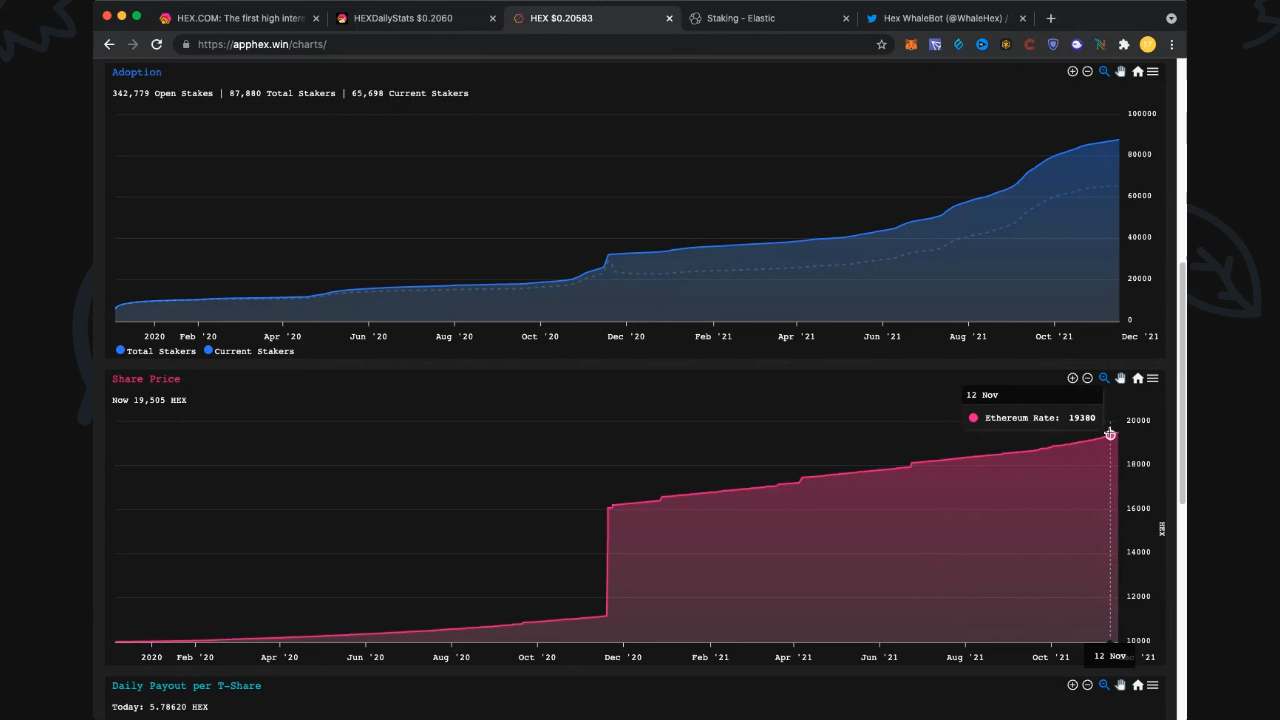 HEX.COM: The first high inter
HEXDailyStats $0.2060
HEX $0.20583
Staking - Elastic
Hex WhaleBot (@WhaleHex) /
https://apphex.win/charts/
17
Adoption
342,779 Open Stakes | 87,880 Total Stakers | 65,698 Current Stakers
100000
80000
60000
40000
20000
0
2020 Feb '20 Apr '20 Jun '20 Aug '20 Oct '20 Dec '20 Feb '21 Apr '21 Jun '21 Aug '21 Oct '21 Dec '21
Total Stakers Current Stakers
Share Price
Now 19,505 HEX
12 Nov
Ethereum Rate: 19380
20000
18000
16000
HEX
14000
12000
10000
2020 Feb '20 Apr '20 Jun '20 Aug '20 Oct '20 Dec '20 Feb '21 Apr '21 Jun '21 Aug '21 Oct '21 12 Nov '21
Daily Payout per T-Share
Today: 5.78620 HEX